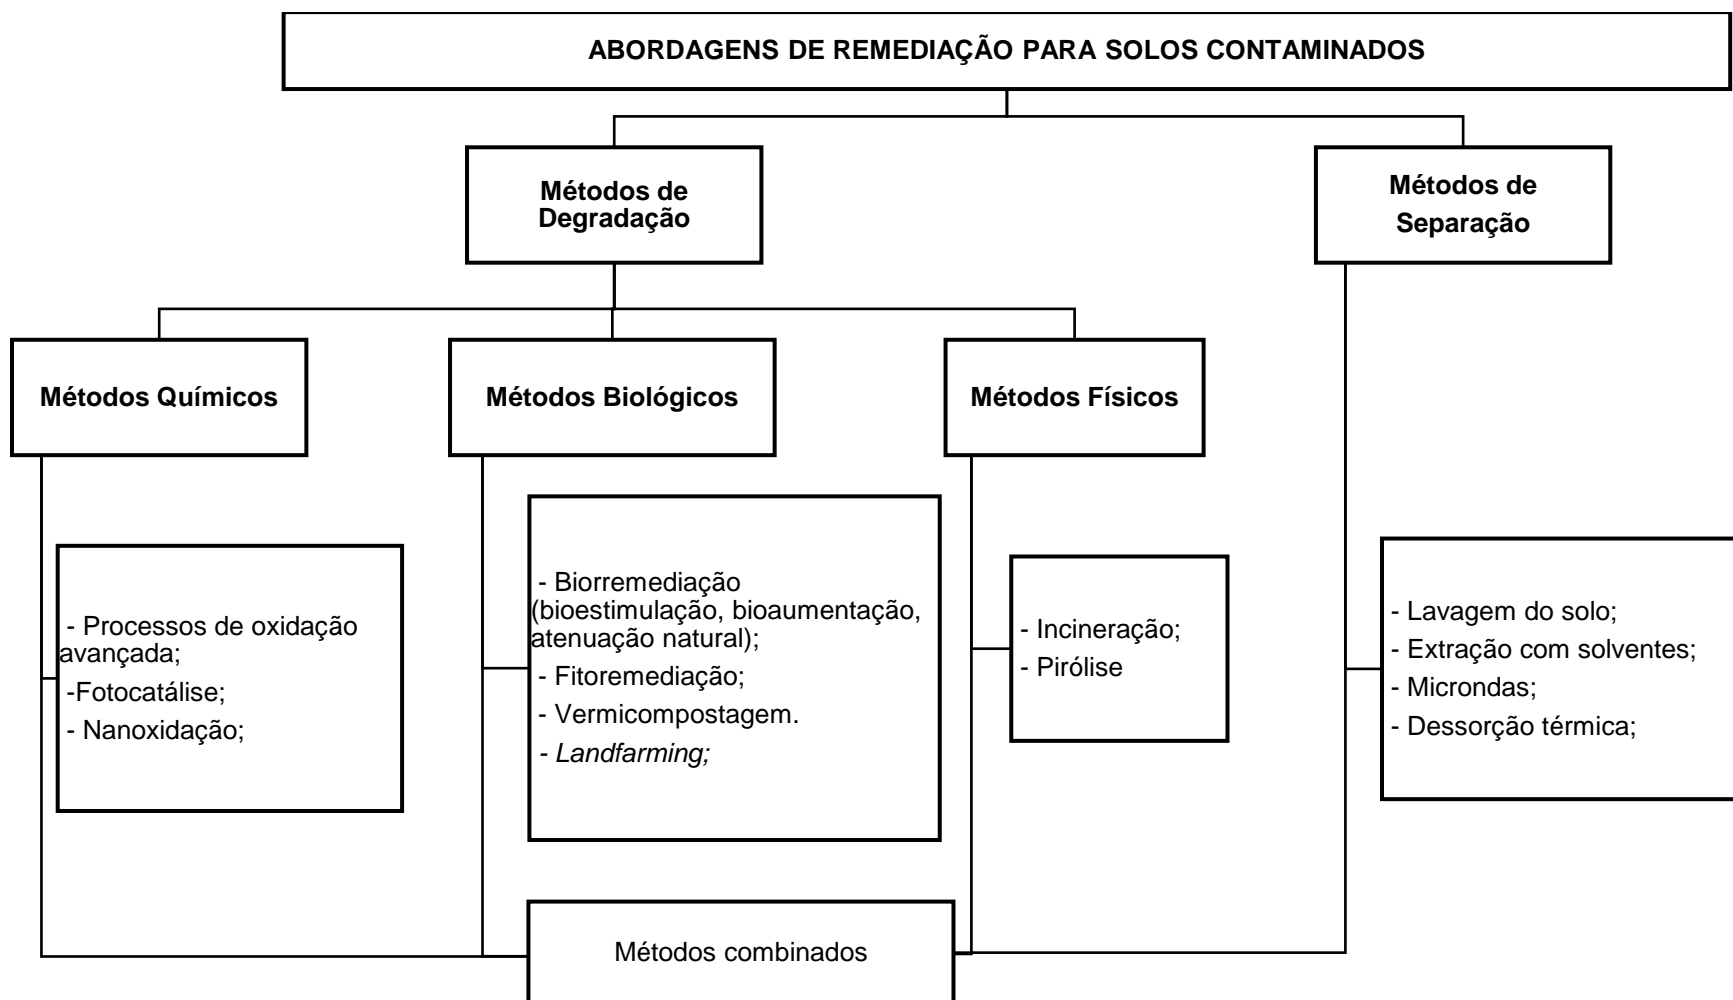 ABORDAGENS DE REMEDIAÇÃO PARA SOLOS CONTAMINADOS
Métodos de
Degradação
Métodos de
Separação
Métodos Químicos
Métodos Biológicos
Métodos Físicos
- Processos de oxidação
avançada;
-Fotocatálise;
- Nanoxidação;
- Biorremediação
(bioestimulação, bioaumentação,
atenuação natural);
- Fitoremediação;
- Vermicompostagem.
- Landfarming;
- Incineração;
- Pirólise
- Lavagem do solo;
- Extração com solventes;
- Microndas;
- Dessorção térmica;
Métodos combinados